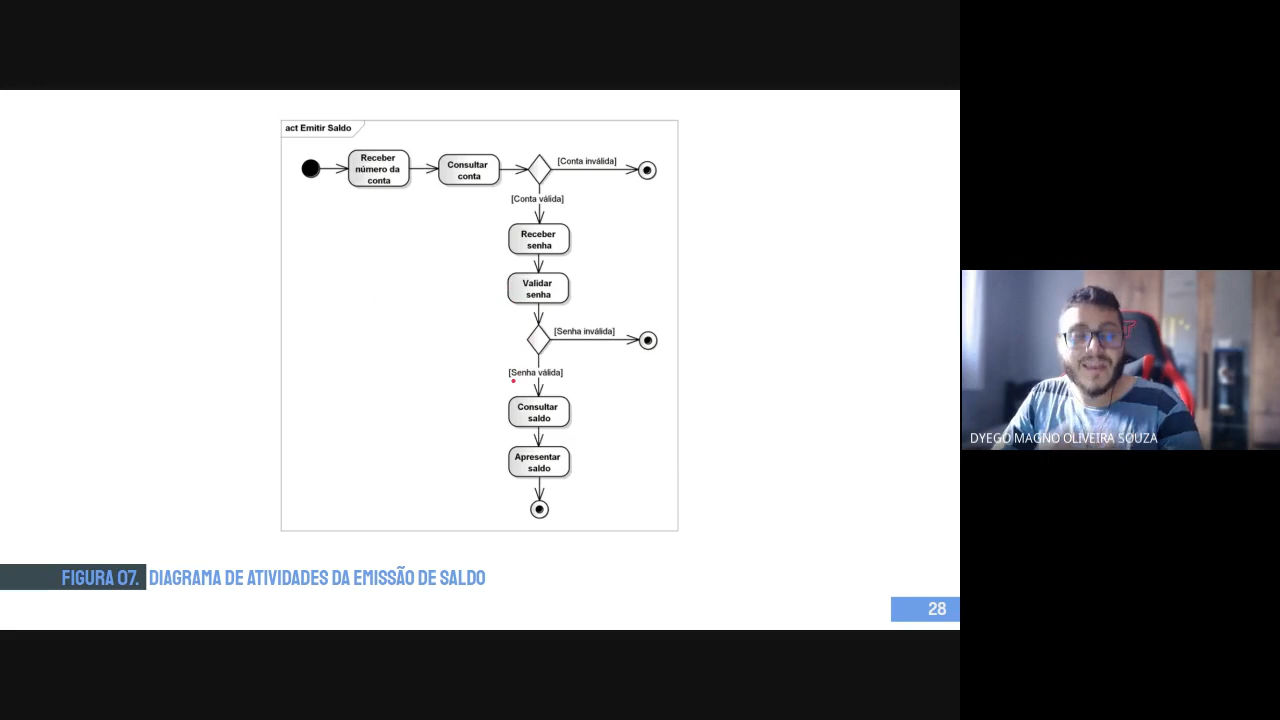 act Emitir Saldo
Receber
número da
conta
Consultar
conta
[Conta inválida]
[Conta válida]
Receber
senha
Validar
senha
[Senha inválida]
[Senha válida]
Consultar
saldo
Apresentar
saldo
FIGURA 07. DIAGRAMA DE ATIVIDADES DA EMISSÃO DE SALDO
28
DYEGO MAGNO OLIVEIRA SOUZA